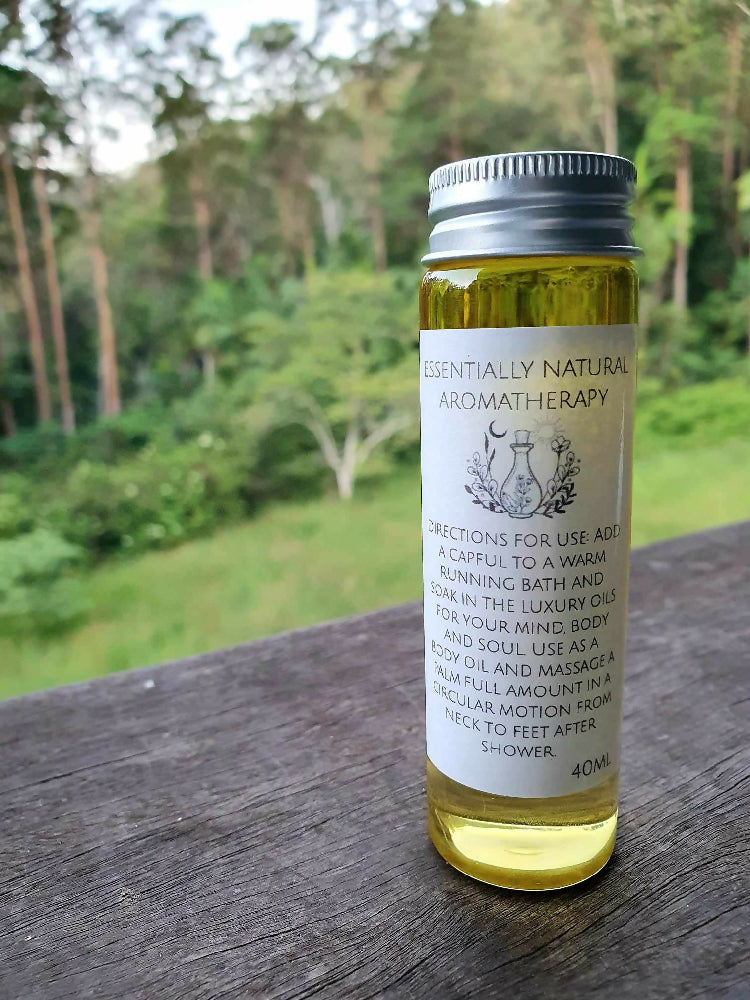 ESSENTIALLY NATURAL
AROMATHERAPY
DIRECTIONS FOR USE: ADD
A CAPFUL TO A WARM
RUNNING BATH AND
SOAK IN THE LUXURY OILS
FOR YOUR MIND, BODY
AND SOUL. USE AS A
BODY OIL AND MASSAGE A
PALM FULL AMOUNT IN A
CIRCULAR MOTION FROM
NECK TO FEET AFTER
SHOWER.
40ML